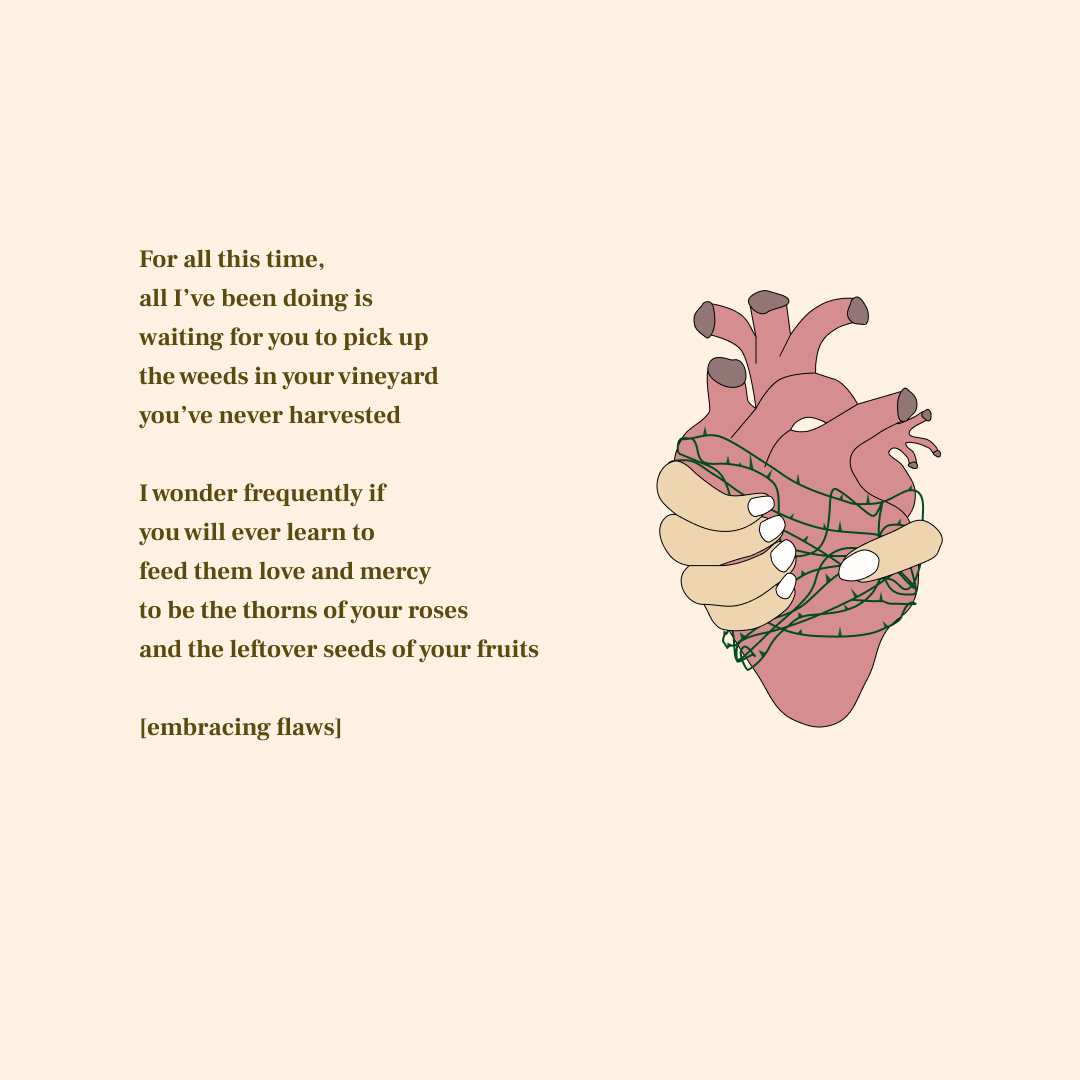 For all this time,
all I’ve been doing is
waiting for you to pick up
the weeds in your vineyard
you’ve never harvested
I wonder frequently if
you will ever learn to
feed them love and mercy
to be the thorns of your roses
and the leftover seeds of your fruits
[embracing flaws]